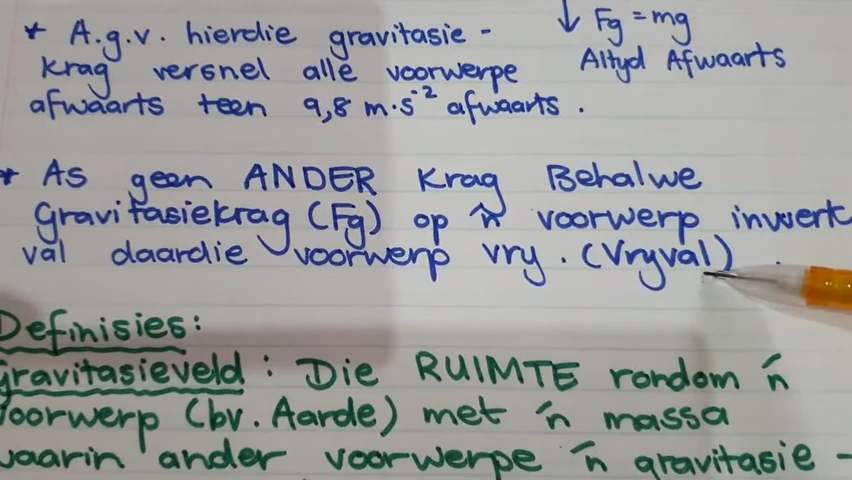 * A.g.v. hierdie gravitasie -
krag versnel alle voorwerpe
afwaarts teen 9,8 m·s⁻² afwaarts.
↓ Fg = mg
Altyd Afwaarts
* As geen ANDER Krag Behalwe
Gravitasiekrag (Fg) op 'n voorwerp inwerk
val daardie voorwerp vry. (Vryval)
Definisies:
gravitasieveld: Die RUIMTE rondom 'n
voorwerp (bv. Aarde) met 'n massa
waarin ander voorwerpe 'n gravitasie -